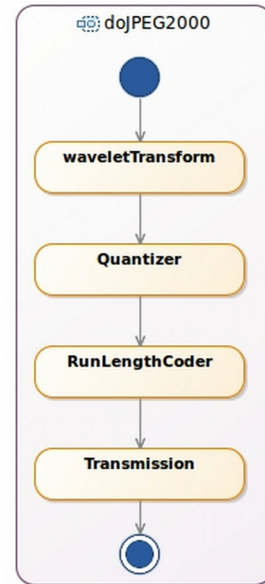 doJPEG2000
waveletTransform
Quantizer
RunLengthCoder
Transmission